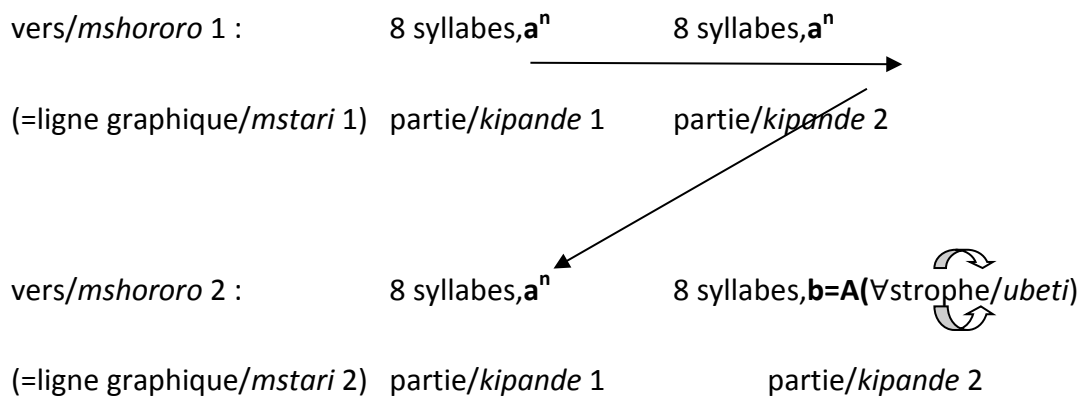 vers/mshororo 1 : 8 syllabes,aⁿ 8 syllabes,aⁿ
(=ligne graphique/mstari 1) partie/kipande 1 partie/kipande 2
vers/mshororo 2 : 8 syllabes,aⁿ 8 syllabes,b=A(∀strophe/ubeti)
(=ligne graphique/mstari 2) partie/kipande 1 partie/kipande 2